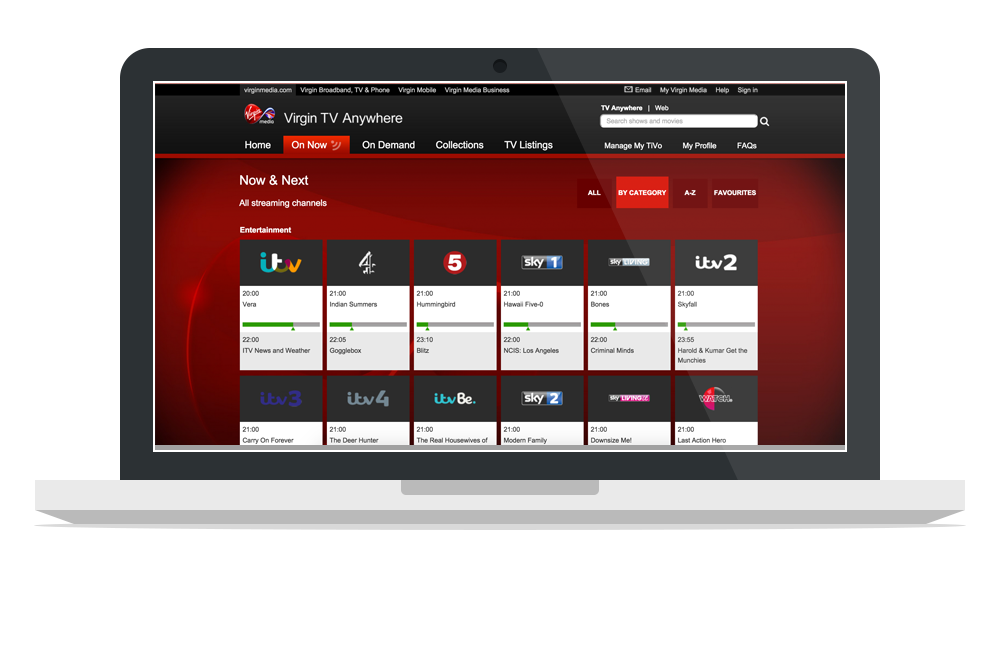 virginmedia.com Virgin Broadband, TV & Phone Virgin Mobile Virgin Media Business Email My Virgin Media Help Sign in
Virgin media Virgin TV Anywhere
TV Anywhere | Web
Search shows and movies
Home On Now On Demand Collections TV Listings Manage My TiVo My Profile FAQs
Now & Next
All streaming channels
ALL BY CATEGORY A-Z FAVOURITES
Entertainment
itv 4 5 sky 1 sky LIVING itv2
20:00 21:00 21:00 21:00 21:00 21:00
Vera Indian Summers Hummingbird Hawaii Five-0 Bones Skyfall
22:00 22:05 23:10 22:00 22:00 23:55
ITV News and Weather Gogglebox Blitz NCIS: Los Angeles Criminal Minds Harold & Kumar Get the
Munchies
itv3 itv4 itvBe. sky 2 sky LIVINGit WATCH.
21:00 21:00 21:00 21:00 21:00 21:00
Carry On Forever The Deer Hunter The Real Housewives of Modern Family Downsize Me! Last Action Hero